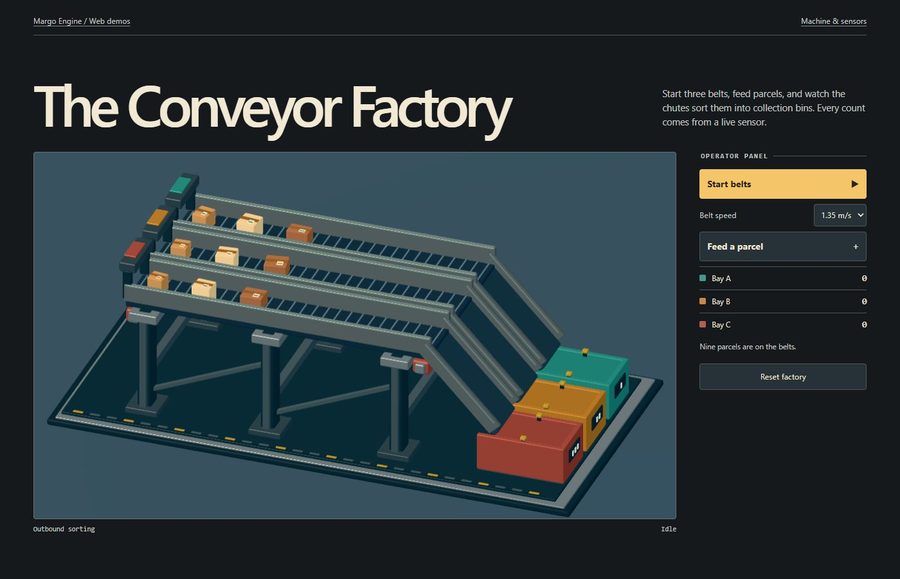 Margo Engine / Web demos
Machine & sensors
The Conveyor Factory
Start three belts, feed parcels, and watch the
chutes sort them into collection bins. Every count
comes from a live sensor.
OPERATOR PANEL
Start belts
Belt speed
1.35 m/s
Feed a parcel
+
Bay A
0
Bay B
0
Bay C
0
Nine parcels are on the belts.
Reset factory
Outbound sorting
Idle